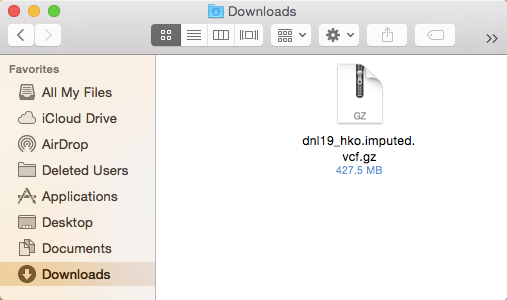 Downloads
Favorites
All My Files
iCloud Drive
AirDrop
Deleted Users
Applications
Desktop
Documents
Downloads
GZ
dnl19_hko.imputed.
vcf.gz
427.5 MB